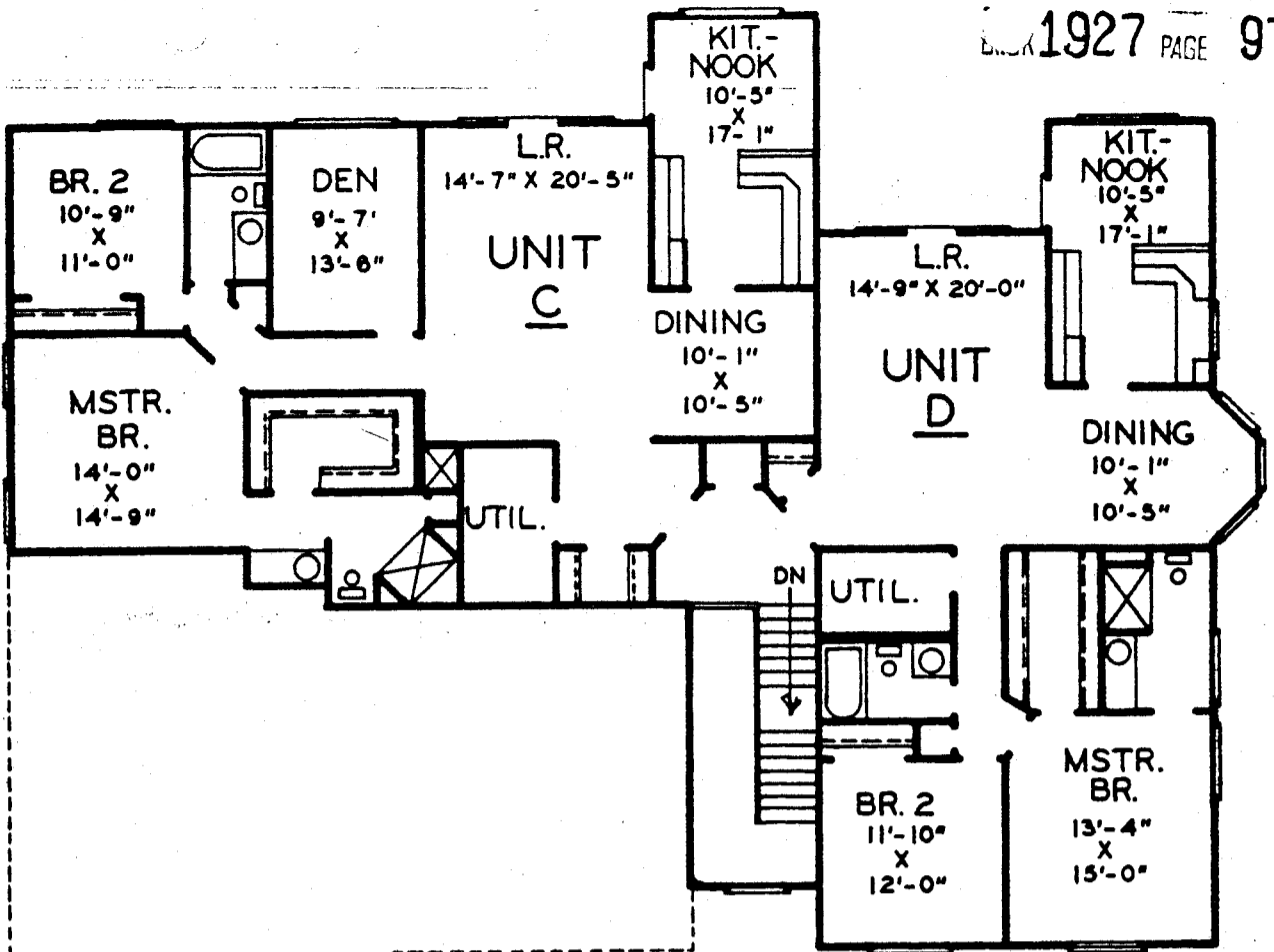 1927 PAGE
KIT.-
NOOK
10'-5"
X
17-1"
BR. 2
10'-9"
X
11'-0"
DEN
9'-7'
X
13'-6"
L.R.
14'-7" X 20'-5"
UNIT
C
DINING
10'-1"
X
10'-5"
KIT.-
NOOK
10'-5"
X
17'-1"
L.R.
14'-9" X 20'-0"
UNIT
D
DINING
10'-1"
X
10'-5"
MSTR.
BR.
14'-0"
X
14'-9"
UTIL.
DN
UTIL.
BR. 2
11'-10"
X
12'-0"
MSTR.
BR.
13'-4"
X
15'-0"